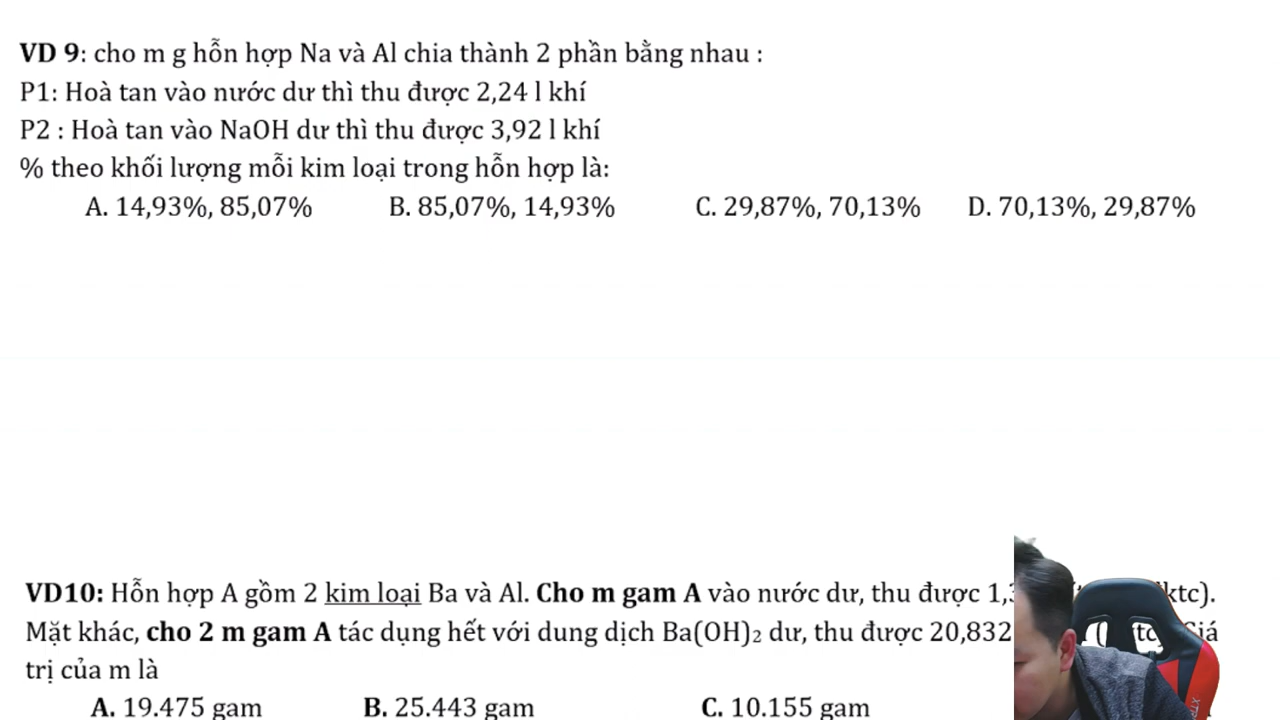 VD 9: cho m g hỗn hợp Na và Al chia thành 2 phần bằng nhau :
P1: Hoà tan vào nước dư thì thu được 2,24 l khí
P2 : Hoà tan vào NaOH dư thì thu được 3,92 l khí
% theo khối lượng mỗi kim loại trong hỗn hợp là:
A. 14,93%, 85,07% B. 85,07%, 14,93% C. 29,87%, 70,13% D. 70,13%, 29,87%
VD10: Hỗn hợp A gồm 2 kim loại Ba và Al. Cho m gam A vào nước dư, thu được
Mặt khác, cho 2 m gam A tác dụng hết với dung dịch Ba(OH)₂ dư, thu được 20,832
trị của m là
A. 19.475 gam B. 25.443 gam C. 10.155 gam